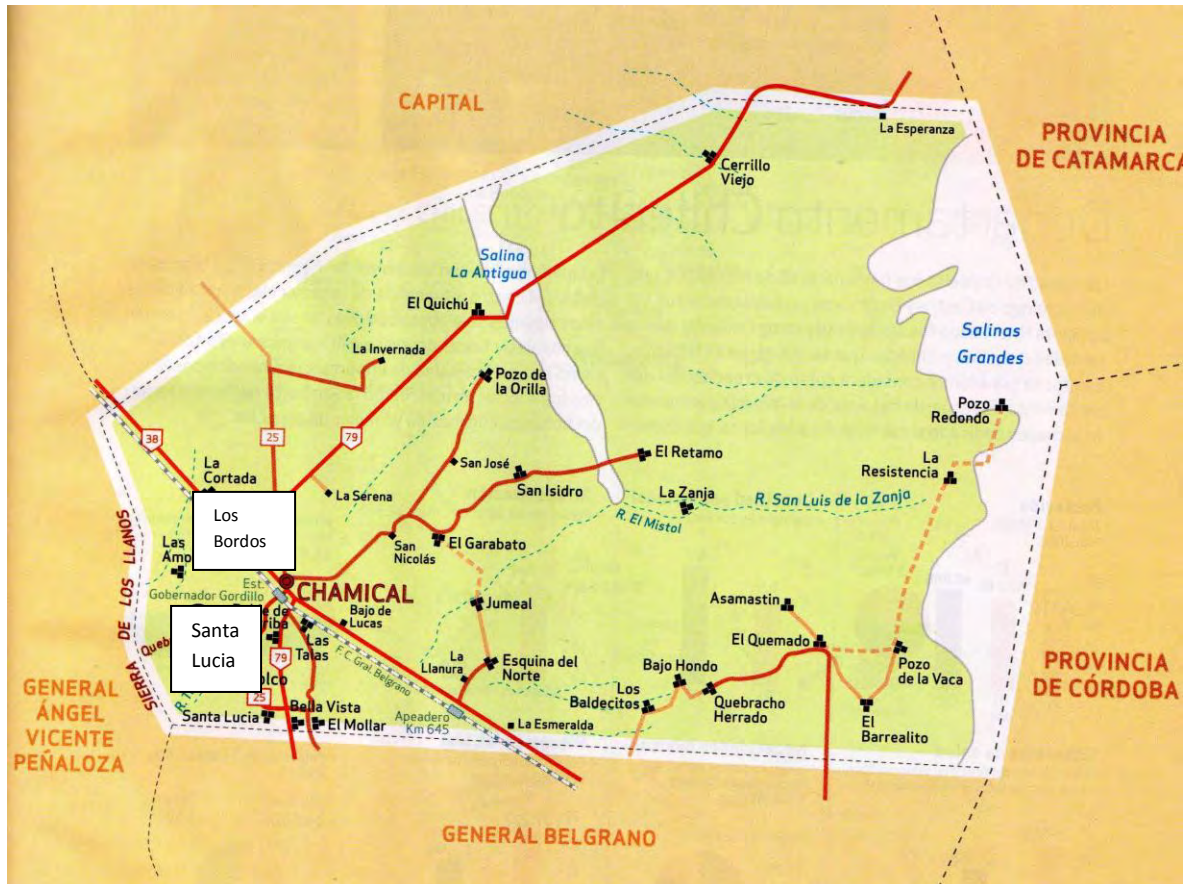 CAPITAL
La Esperanza
PROVINCIA
DE CATAMARCA
Cerrillo
Viejo
Salina
La Antigua
El Quichú
La Invernada
Salinas
Grandes
Pozo de
la Orilla
Pozo
Redondo
38
25
79
La
Cortada
San José
El Retamo
La
Resistencia
La Serena
San Isidro
La Zanja
R. San Luis de la Zanja
R. El Mistol
Los
Bordos
San
Nicolás
El Garabato
Las
SIERRA DE LOS LLANOS
Est.
Gobernador Gordillo
CHAMICAL
Jumeal
Asamastín
Bajo de
Lucas
de
Las
Talas
Santa
Lucia
79
F.C. Gral. Belgrano
La
Llanura
Esquina del
Norte
El Quemado
Bajo Hondo
Pozo
de la Vaca
PROVINCIA
DE CÓRDOBA
GENERAL
ÁNGEL
VICENTE
PEÑALOZA
25
Los
Baldecitos
Quebracho
Herrado
El
Barrealito
Santa Lucia
Bella Vista
El Mollar
Apeadero
Km 645
La Esmeralda
GENERAL BELGRANO